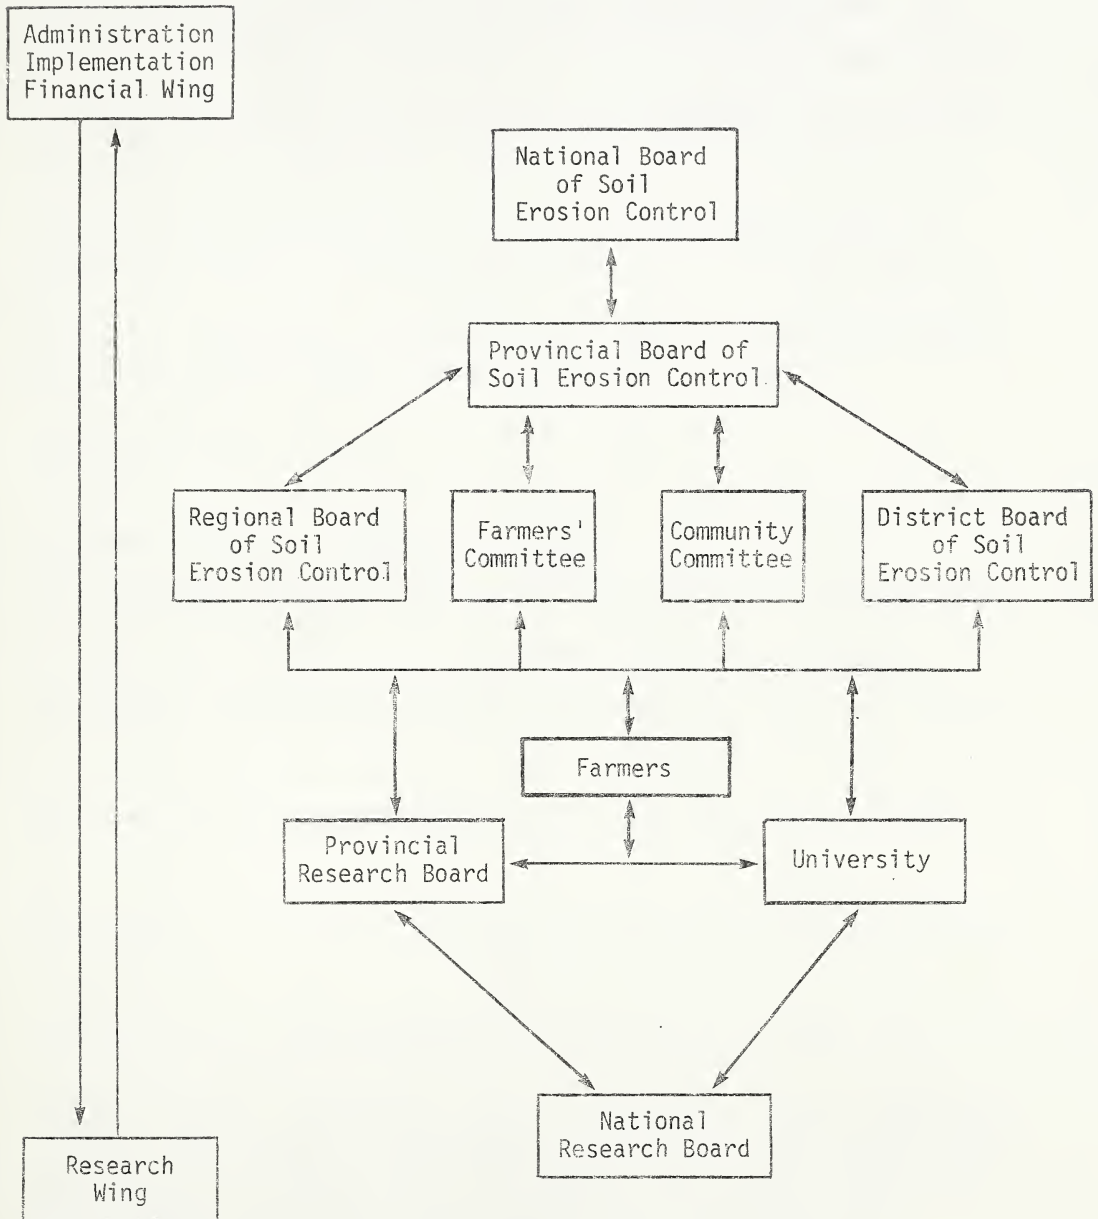 Administration
Implementation
Financial Wing
National Board
of Soil
Erosion Control
Provincial Board of
Soil Erosion Control
Regional Board
of Soil
Erosion Control
Farmers'
Committee
Community
Committee
District Board
of Soil
Erosion Control
Farmers
Provincial
Research Board
University
National
Research Board
Research
Wing